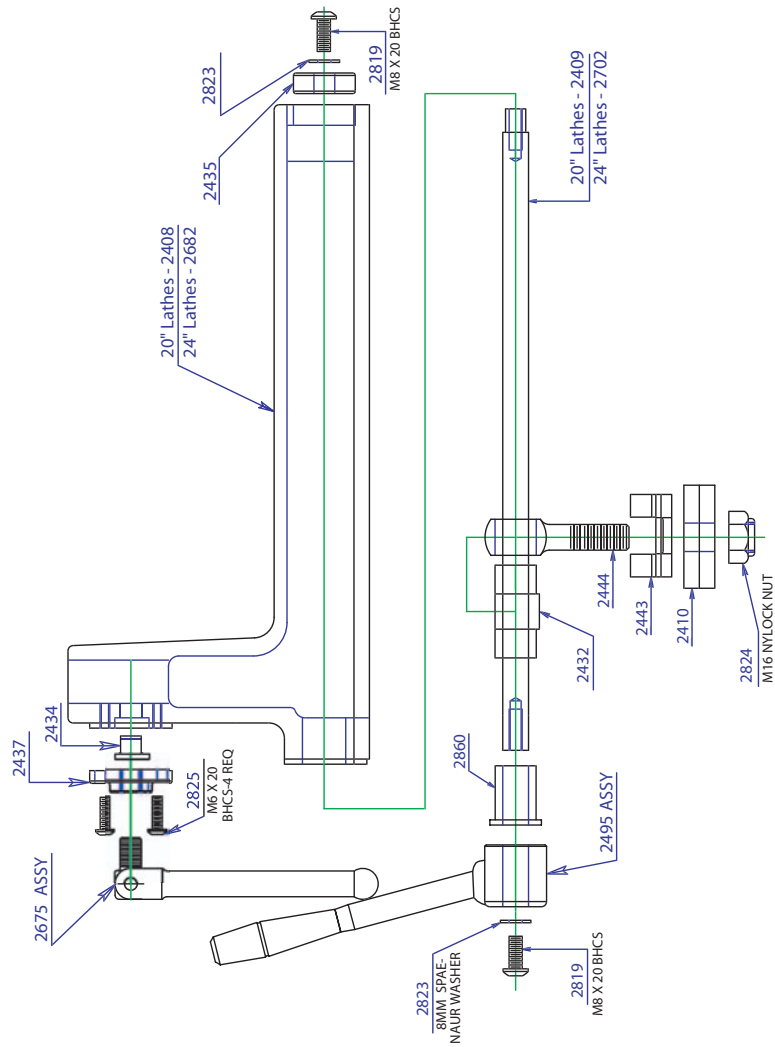 2823
2819
M8 X 20 BHCS
2435
20" Lathes - 2408
24" Lathes - 2682
20" Lathes - 2409
24" Lathes - 2702
2434
2437
2825
M6 X 20
BHCS-4 REQ
2675 ASSY
2444
2443
2410
2824
M16 NYLOCK NUT
2432
2860
2495 ASSY
2823
8MM SPAE-
NAUR WASHER
2819
M8 X 20 BHCS